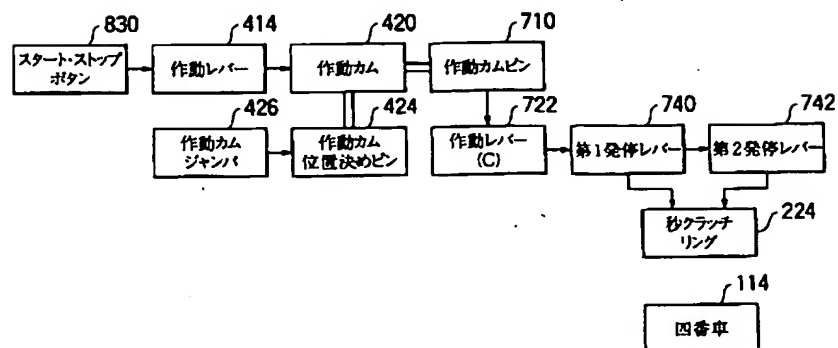 830
414
420
710
スタート・ストップ
ボタン
作動レバー
作動カム
作動カムピン
426
424
722
740
742
作動カム
ジャンパ
作動カム
位置決めピン
作動レバー
(C)
第1発停レバー
第2発停レバー
224
秒クラッチ
リング
114
四番車